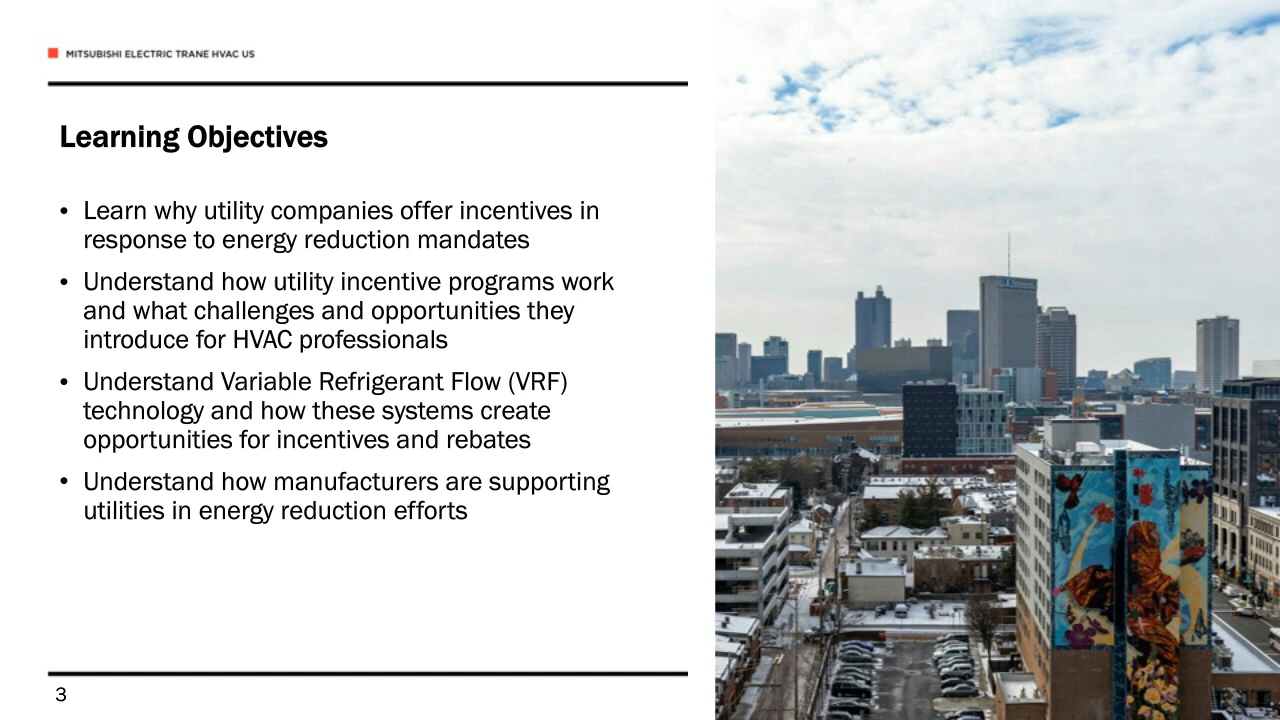 MITSUBISHI ELECTRIC TRANE HVAC US
Learning Objectives
• Learn why utility companies offer incentives in
response to energy reduction mandates
• Understand how utility incentive programs work
and what challenges and opportunities they
introduce for HVAC professionals
• Understand Variable Refrigerant Flow (VRF)
technology and how these systems create
opportunities for incentives and rebates
• Understand how manufacturers are supporting
utilities in energy reduction efforts
3